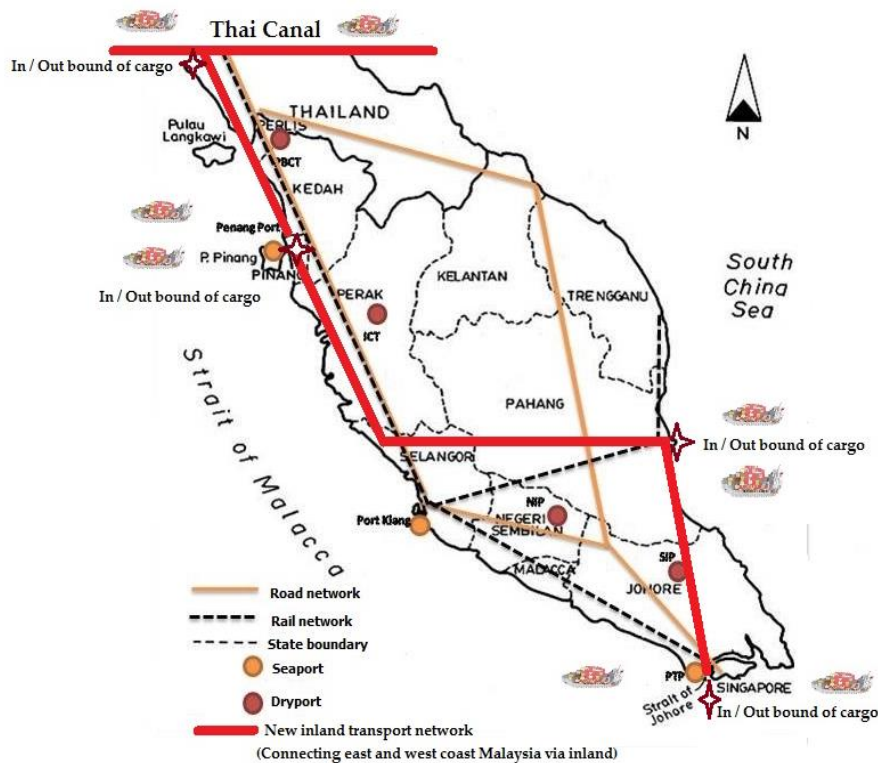 Thai Canal
In / Out bound of cargo
THAILAND
Pulau
Langkawi
PERLIS
PBCT
KEDAH
N
Penang Port
P. Pinang
PINANG
In / Out bound of cargo
PERAK
ICT
KELANTAN
TRENGGANU
South
China
Sea
Strait of Malacca
PAHANG
In / Out bound of cargo
SELANGOR
Port Klang
NIP
NEGERI
SEMBILAN
MALACCA
SIP
JOHORE
PTP
Strait of
Johore
SINGAPORE
In / Out bound of cargo
Road network
Rail network
State boundary
Seaport
Dryport
New inland transport network
(Connecting east and west coast Malaysia via inland)